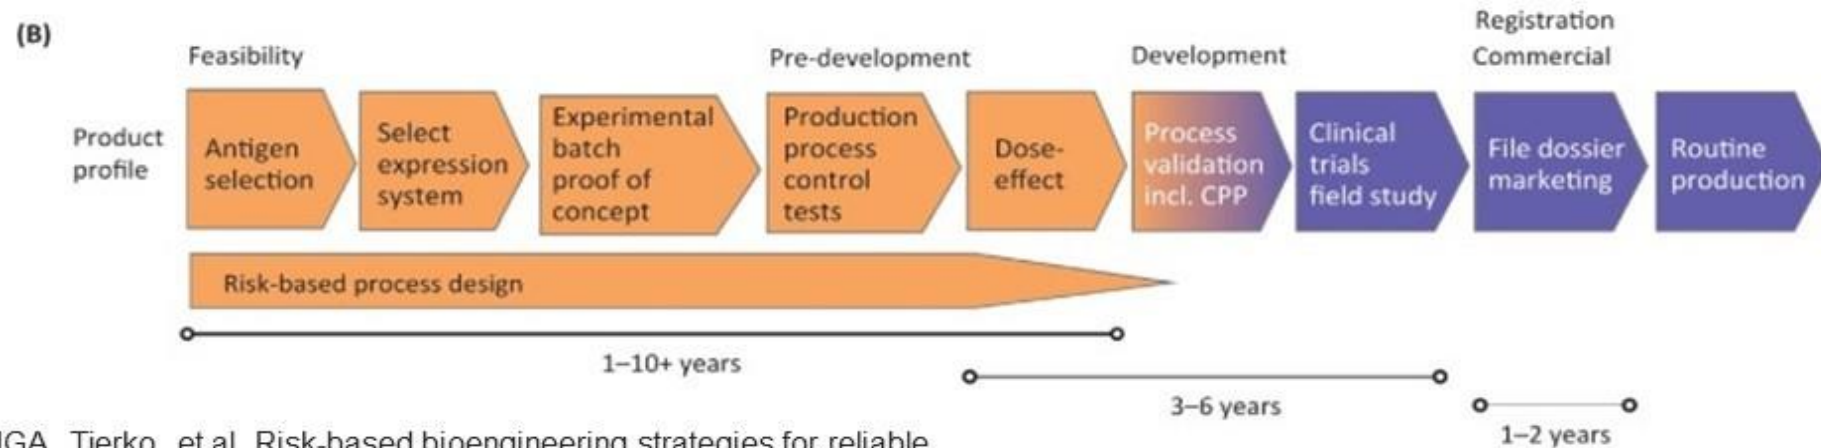 (B)
Feasibility
Pre-development
Development
Registration
Commercial
Product
profile
Antigen
selection
Select
expression
system
Experimental
batch
proof of
concept
Production
process
control
tests
Dose-
effect
Process
validation
incl. CPP
Clinical
trials
field study
File dossier
marketing
Routine
production
Risk-based process design
1–10+ years
3–6 years
1–2 years
Tierko, et al. Risk-based bioengineering strategies for reliable